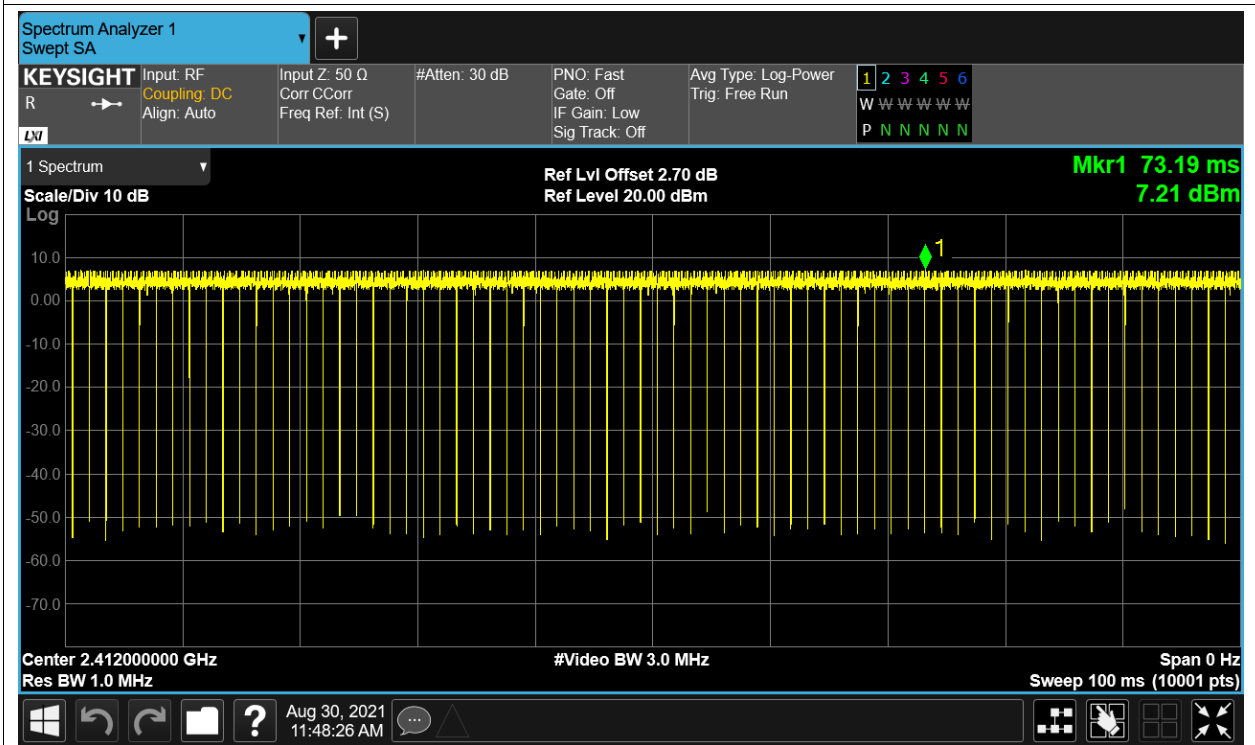 Spectrum Analyzer 1
Swept SA
+
KEYSIGHT Input: RF Input Z: 50 Ω #Atten: 30 dB PNO: Fast Avg Type: Log-Power 1 2 3 4 5 6
R Coupling: DC Corr CCorr Gate: Off Trig: Free Run W W W W W W
Align: Auto Freq Ref: Int (S) IF Gain: Low
LXI Sig Track: Off P N N N N N
1 Spectrum Ref Lvl Offset 2.70 dB Mkr1 73.19 ms
Scale/Div 10 dB Ref Level 20.00 dBm 7.21 dBm
Log
1
10.0
0.00
-10.0
-20.0
-30.0
-40.0
-50.0
-60.0
-70.0
Center 2.412000000 GHz #Video BW 3.0 MHz Span 0 Hz
Res BW 1.0 MHz Sweep 100 ms (10001 pts)
? Aug 30, 2021
11:48:26 AM